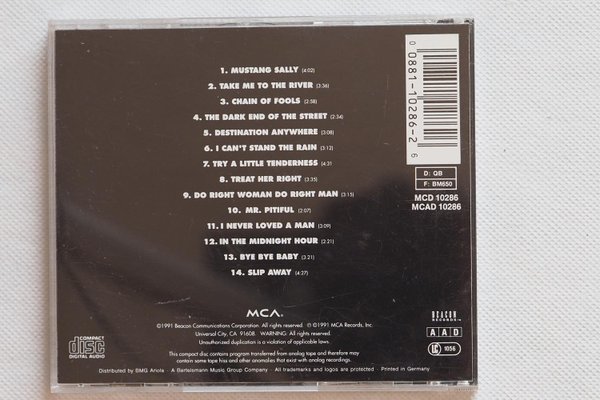 1. MUSTANG SALLY (4:02)
2. TAKE ME TO THE RIVER (3:36)
3. CHAIN OF FOOLS (2:58)
4. THE DARK END OF THE STREET (2:34)
5. DESTINATION ANYWHERE (3:08)
6. I CAN'T STAND THE RAIN (3:12)
7. TRY A LITTLE TENDERNESS (4:31
8. TREAT HER RIGHT (3:35)
9. DO RIGHT WOMAN DO RIGHT MAN (3:15)
10. MR. PITIFUL (2:07)
11. I NEVER LOVED A MAN (3:09)
12. IN THE MIDNIGHT HOUR (2:21)
13. BYE BYE BABY (3:21)
14. SLIP AWAY (4:27)
0 0881-10286-2 6
D: QB
F: BM650
MCD 10286
MCAD 10286
MCA®
©1991 Beacon Communications Corporation. All rights reserved. ℗ ©1991 MCA Records, Inc.
Universal City, CA 91608. WARNING: All rights reserved.
Unauthorized duplication is a violation of applicable laws.
This compact disc contains program transferred from analog tape and therefore may
contain some tape hiss and other anomalies that exist with analog recordings.
Distributed by BMG Ariola · A Bertelsmann Music Group Company · All trademarks and logos are protected · Printed in Germany
COMPACT
disc
DIGITAL AUDIO
BEACON
RECORDS™
A A D
LC 1056